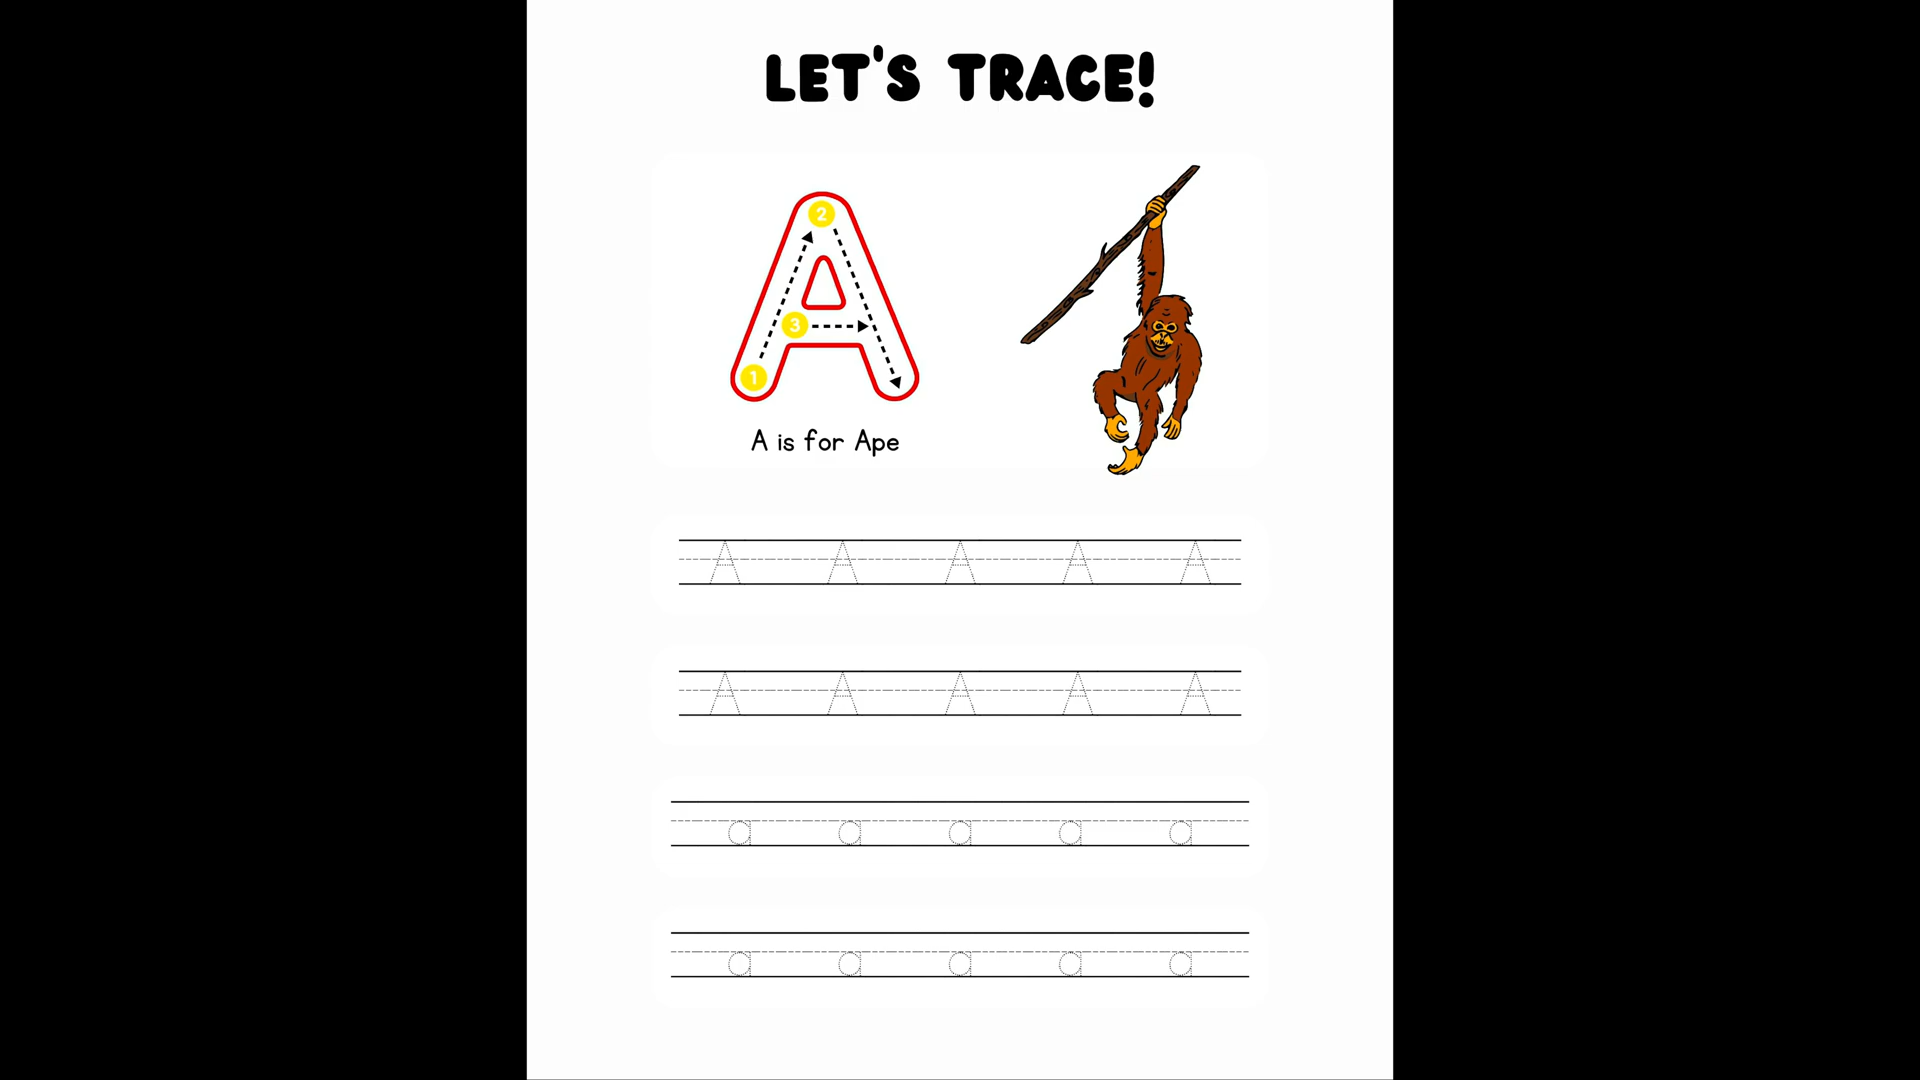 LET'S TRACE!
2
3
1
A is for Ape
A A A A A
A A A A A
a a a a a
a a a a a